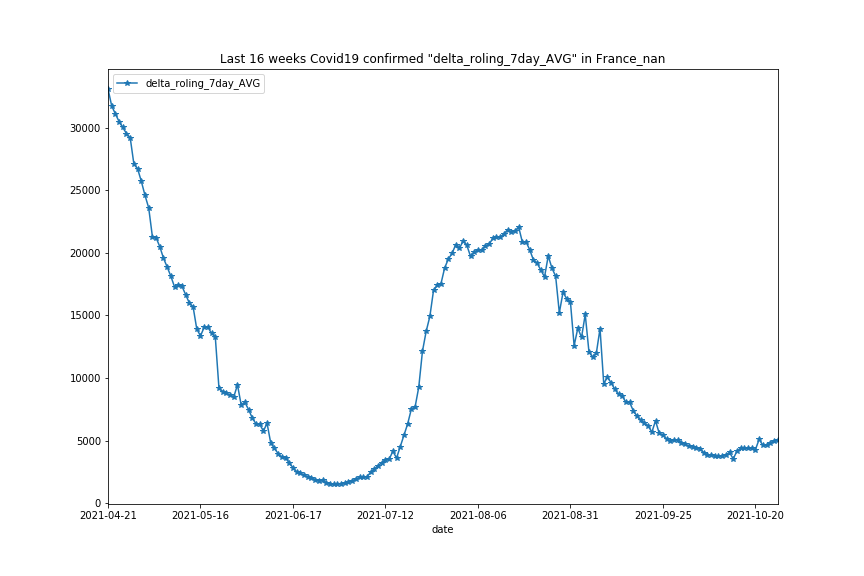 Last 16 weeks Covid19 confirmed "delta_roling_7day_AVG" in France_nan
delta_roling_7day_AVG
30000
25000
20000
15000
10000
5000
0
2021-04-21 2021-05-16 2021-06-17 2021-07-12 2021-08-06 2021-08-31 2021-09-25 2021-10-20
date